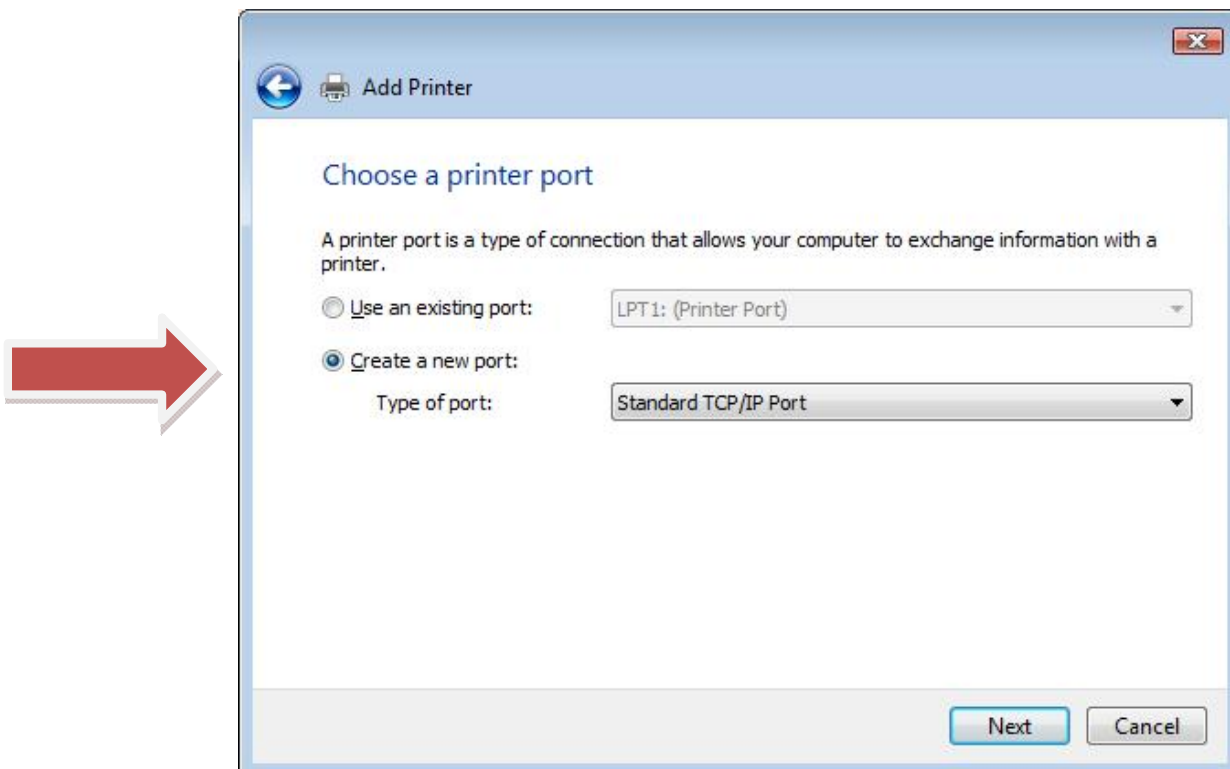 Add Printer
Choose a printer port
A printer port is a type of connection that allows your computer to exchange information with a
printer.
Use an existing port: LPT1: (Printer Port)
Create a new port:
Type of port: Standard TCP/IP Port
Next Cancel